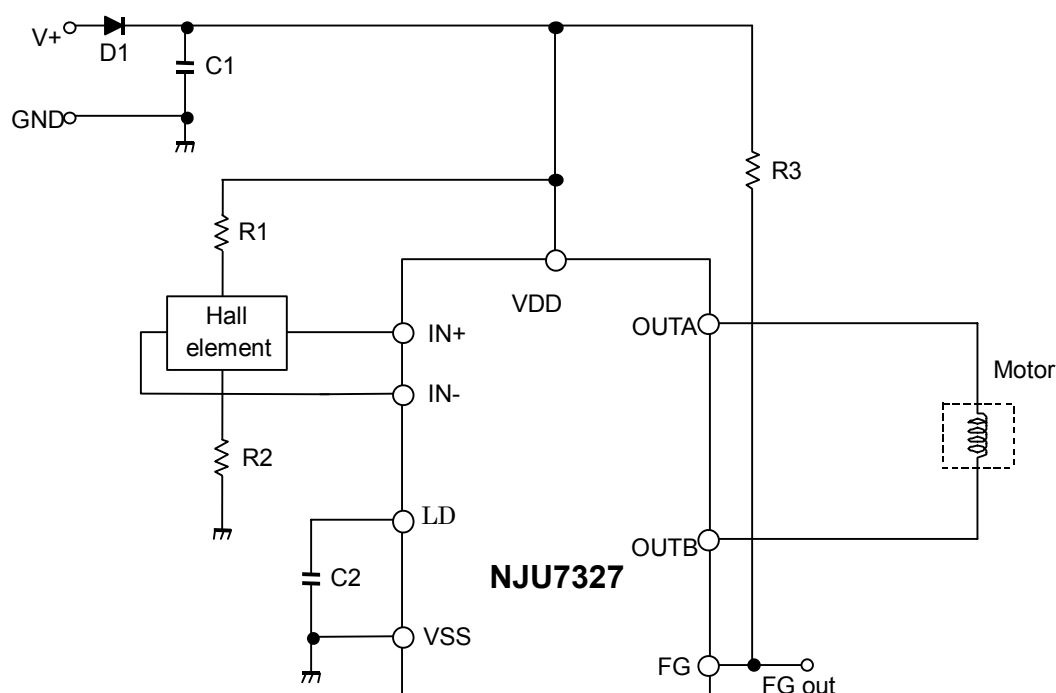 V+
D1
C1
GND
R3
R1
VDD
Hall
element
IN+
OUTA
IN-
Motor
R2
LD
OUTB
C2
NJU7327
VSS
FG
FG out